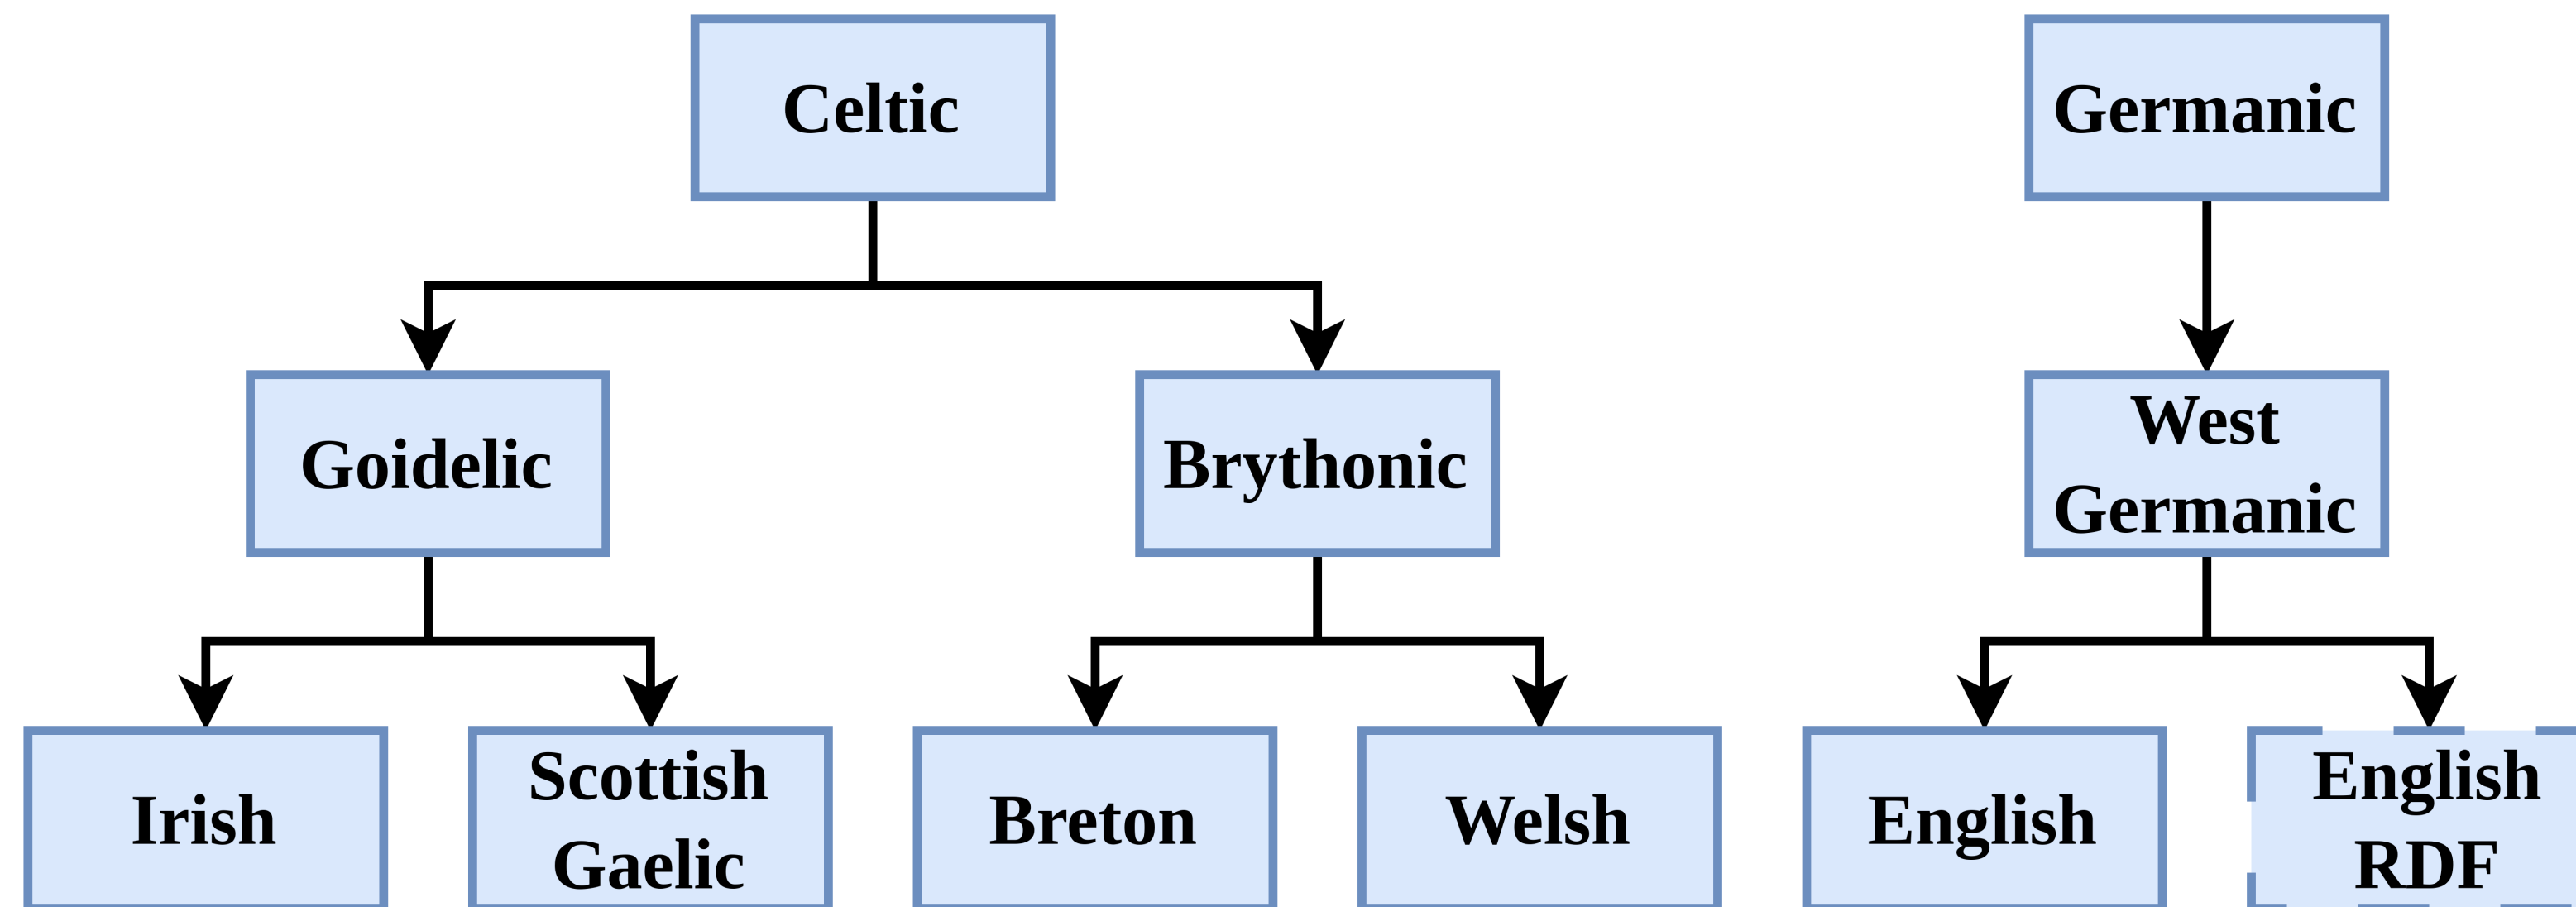 Celtic
Germanic
Goidelic
Brythonic
West
Germanic
Irish
Scottish
Gaelic
Breton
Welsh
English
English
RDF